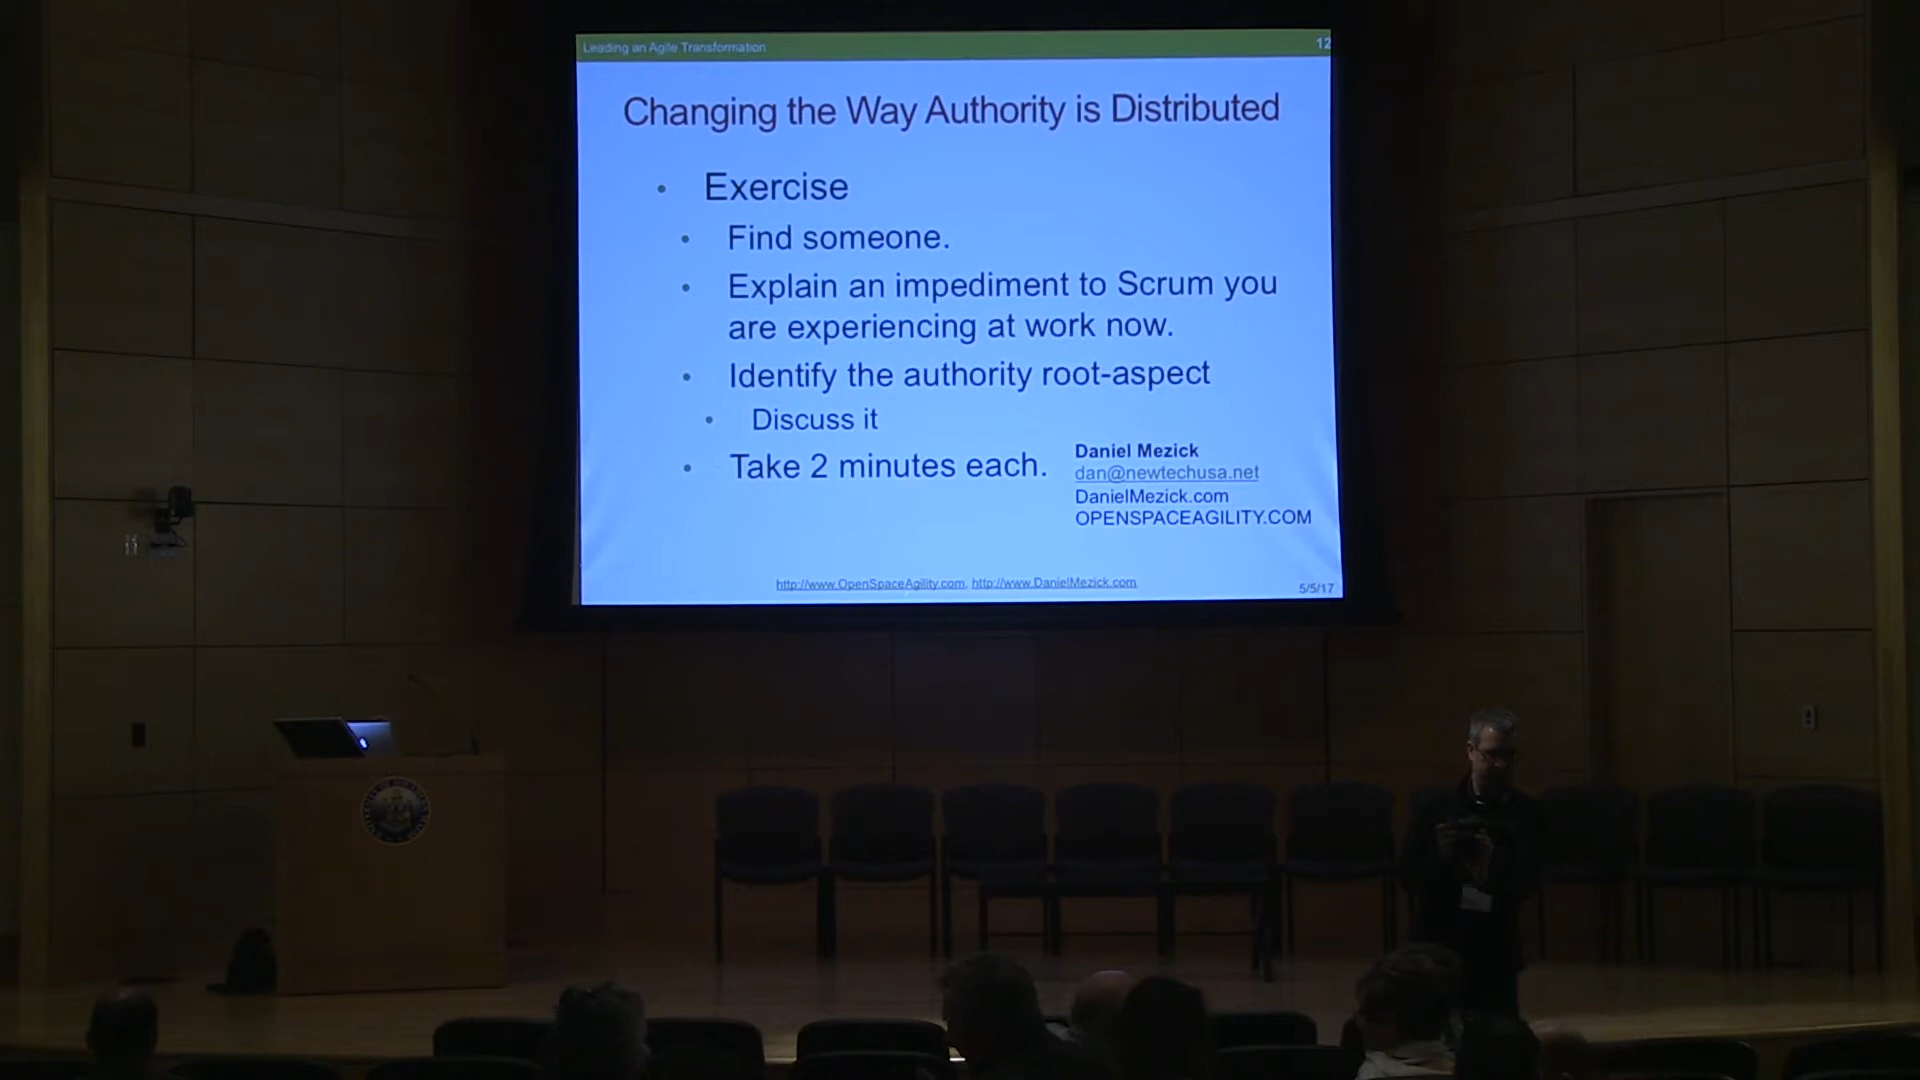 Leading an Agile Transformation
12
Changing the Way Authority is Distributed
• Exercise
• Find someone.
• Explain an impediment to Scrum you
are experiencing at work now.
• Identify the authority root-aspect
• Discuss it
• Take 2 minutes each.
Daniel Mezick
dan@newtechusa.net
DanielMezick.com
OPENSPACEAGILITY.COM
http://www.OpenSpaceAgility.com, http://www.DanielMezick.com
5/5/17